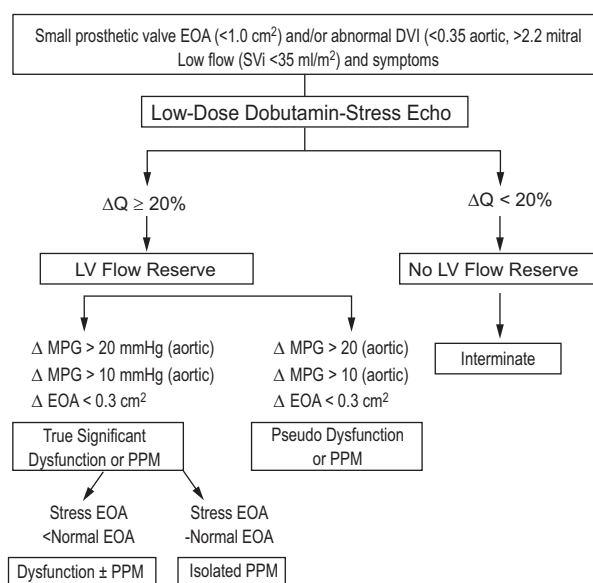 Small prosthetic valve EOA (<1.0 cm²) and/or abnormal DVI (<0.35 aortic, >2.2 mitral
Low flow (SVi <35 ml/m²) and symptoms
Low-Dose Dobutamin-Stress Echo
ΔQ ≥ 20%
ΔQ < 20%
LV Flow Reserve
No LV Flow Reserve
Δ MPG > 20 mmHg (aortic)
Δ MPG > 10 mmHg (aortic)
Δ EOA < 0.3 cm²
Δ MPG > 20 (aortic)
Δ MPG > 10 (aortic)
Δ EOA < 0.3 cm²
Interminate
True Significant
Dysfunction or PPM
Pseudo Dysfunction
or PPM
Stress EOA
<Normal EOA
Stress EOA
-Normal EOA
Dysfunction ± PPM
Isolated PPM